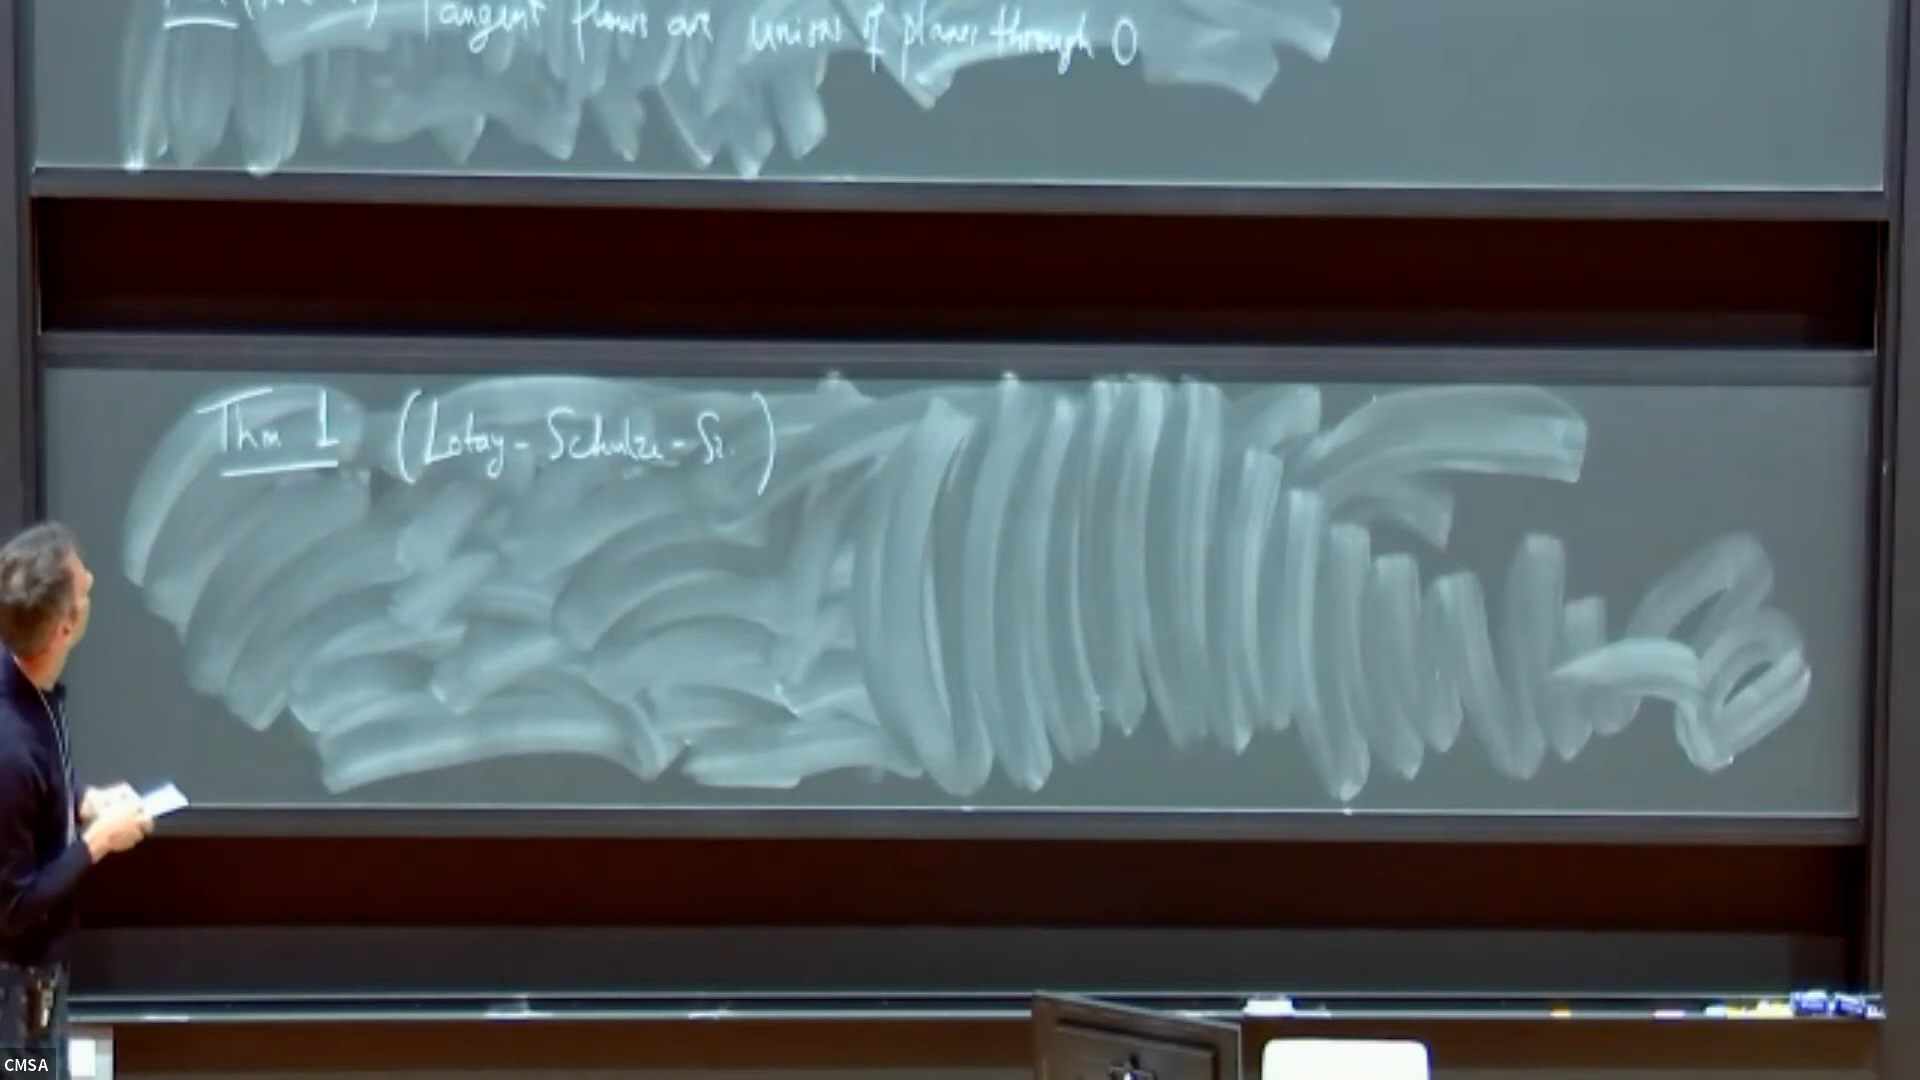 Tangent flows are unions of planes through 0
Thm 1 (Lotay-Schulze-Sz.)
CMSA